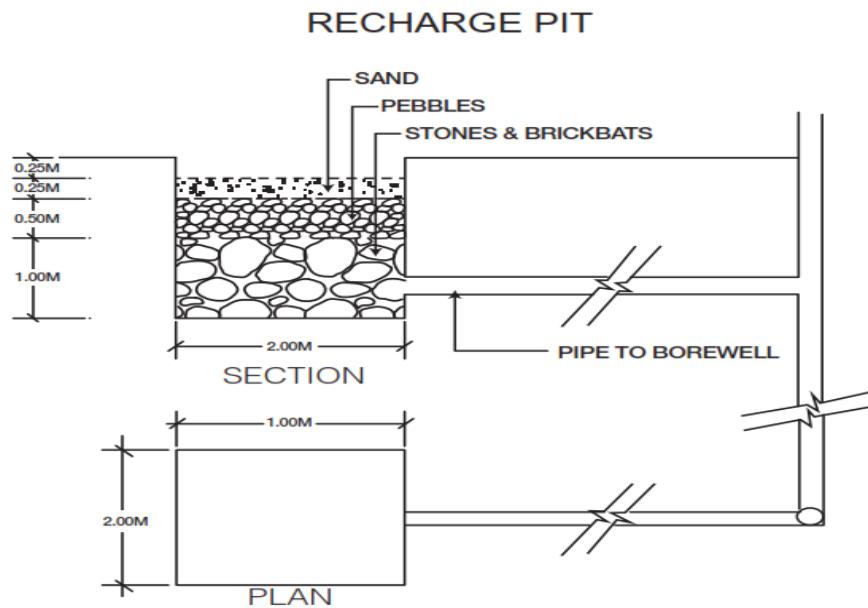 RECHARGE PIT
SAND
PEBBLES
STONES & BRICKBATS
0.25M
0.25M
0.50M
1.00M
2.00M
SECTION
PIPE TO BOREWELL
1.00M
2.00M
PLAN